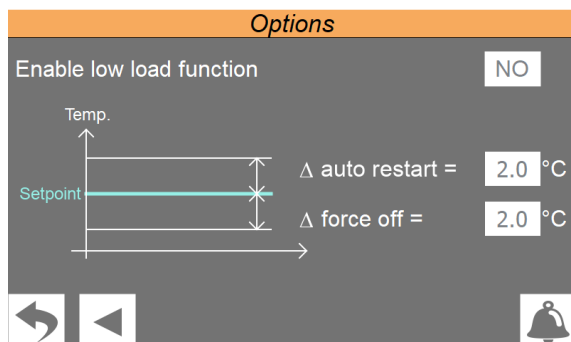 Options
Enable low load function NO
Temp.
Δ auto restart = 2.0 °C
Setpoint
Δ force off = 2.0 °C